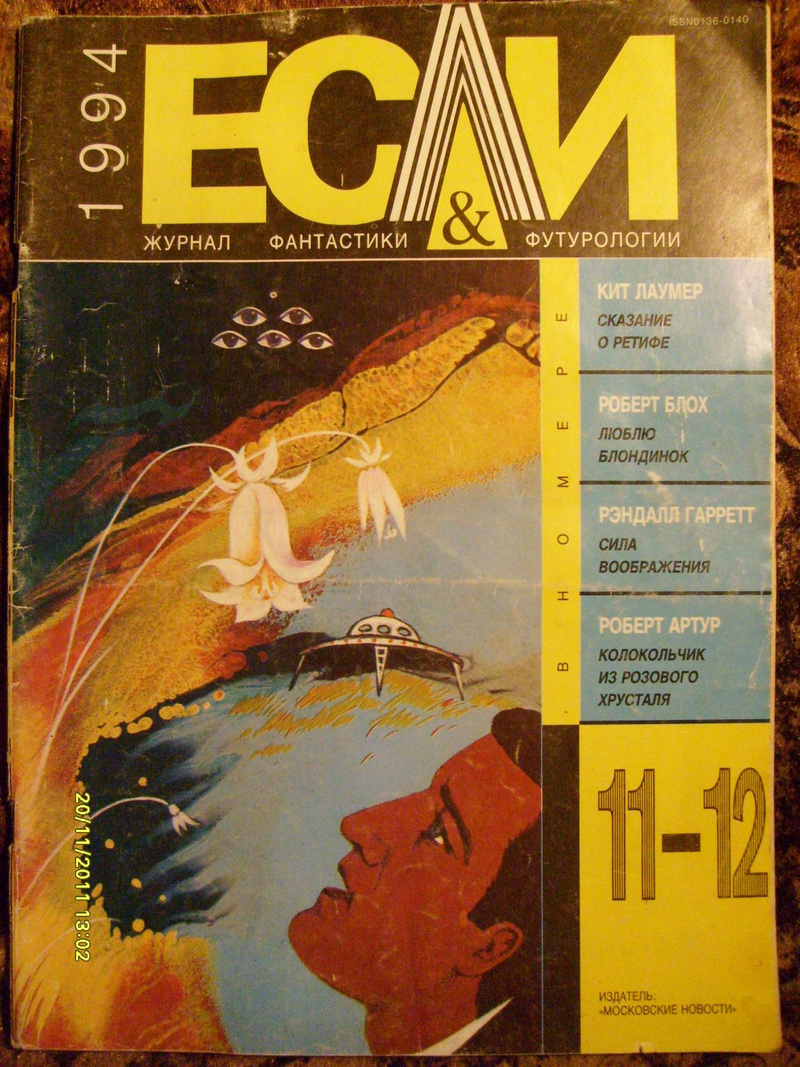 ISSN0136-0140
1994
ЕСЛИ
ЖУРНАЛ ФАНТАСТИКИ & ФУТУРОЛОГИИ
В НОМЕРЕ
КИТ ЛАУМЕР
СКАЗАНИЕ
О РЕТИФЕ
РОБЕРТ БЛОХ
ЛЮБЛЮ
БЛОНДИНОК
РЭНДАЛЛ ГАРРЕТТ
СИЛА
ВООБРАЖЕНИЯ
РОБЕРТ АРТУР
КОЛОКОЛЬЧИК
ИЗ РОЗОВОГО
ХРУСТАЛЯ
11-12
ИЗДАТЕЛЬ:
«МОСКОВСКИЕ НОВОСТИ»
20/11/2011 13:02